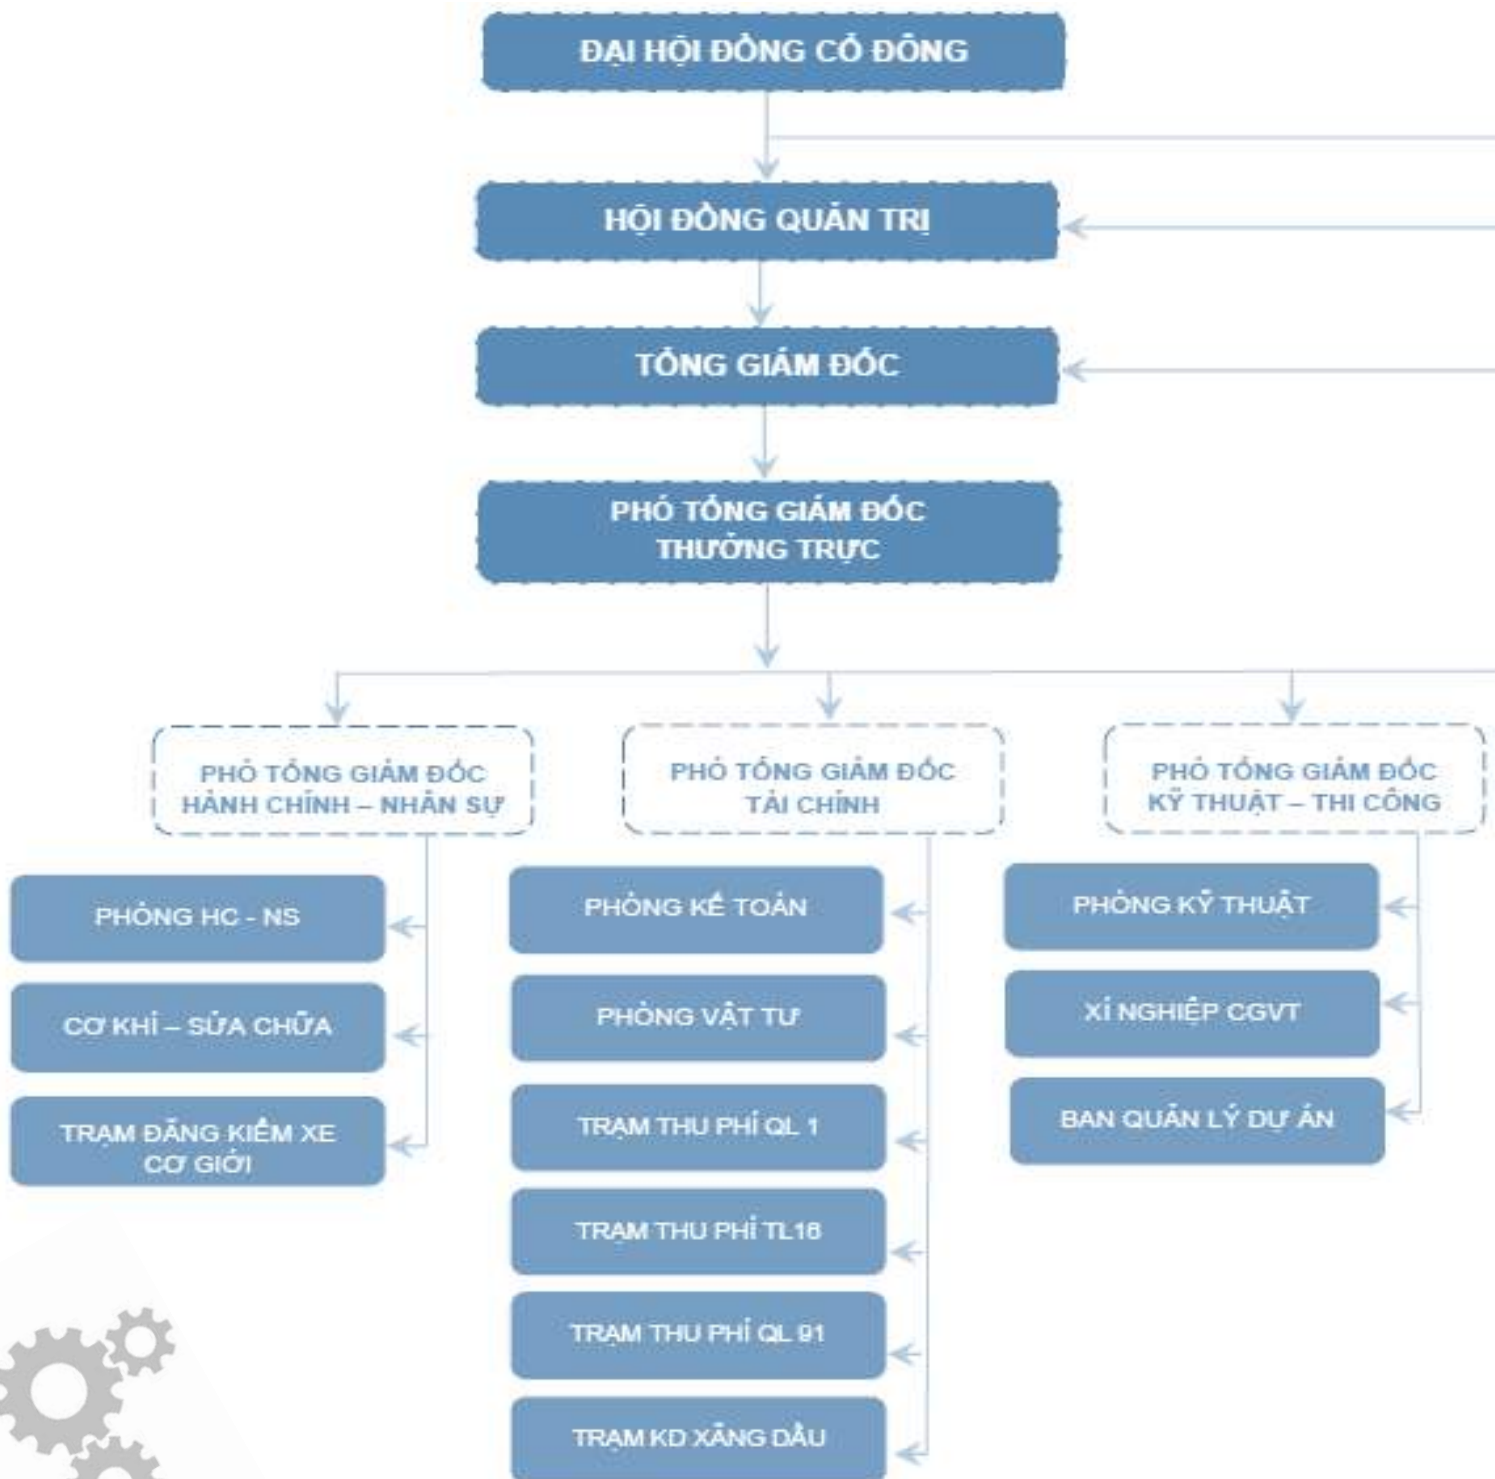 ĐẠI HỘI ĐỒNG CỔ ĐÔNG
HỘI ĐỒNG QUẢN TRỊ
TỔNG GIÁM ĐỐC
PHÓ TỔNG GIÁM ĐỐC
THƯỜNG TRỰC
PHÓ TỔNG GIÁM ĐỐC
HÀNH CHÍNH – NHÂN SỰ
PHÒNG HC - NS
CƠ KHÍ – SỬA CHỮA
TRẠM ĐĂNG KIỂM XE
CƠ GIỚI
PHÓ TỔNG GIÁM ĐỐC
TÀI CHÍNH
PHÒNG KẾ TOÁN
PHÒNG VẬT TƯ
TRẠM THU PHÍ QL 1
TRẠM THU PHÍ TL16
TRẠM THU PHÍ QL 91
TRẠM KD XĂNG DẦU
PHÓ TỔNG GIÁM ĐỐC
KỸ THUẬT – THI CÔNG
PHÒNG KỸ THUẬT
XÍ NGHIỆP CGVT
BAN QUẢN LÝ DỰ ÁN